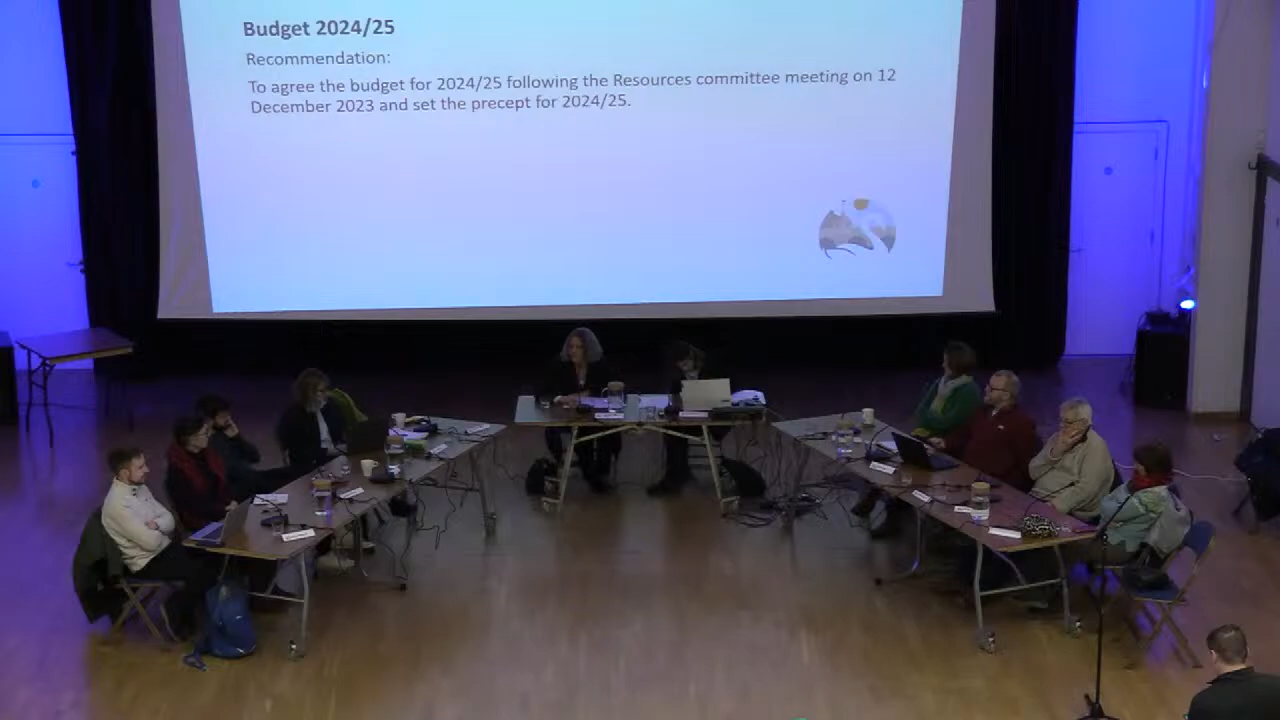 Budget 2024/25
Recommendation:
To agree the budget for 2024/25 following the Resources committee meeting on 12
December 2023 and set the precept for 2024/25.